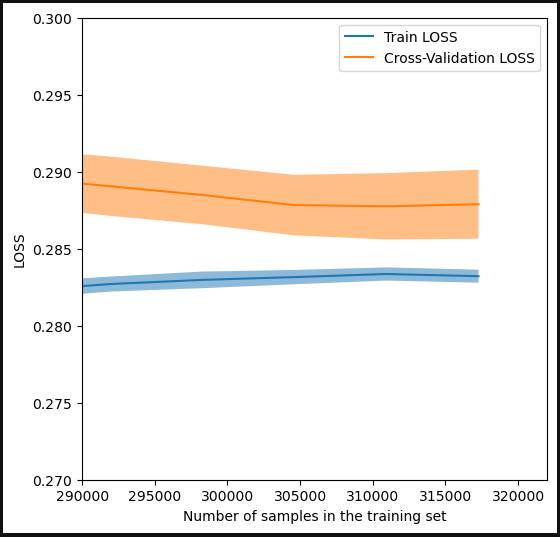 0.300
Train LOSS
Cross-Validation LOSS
0.295
0.290
0.285
LOSS
0.280
0.275
0.270
290000 295000 300000 305000 310000 315000 320000
Number of samples in the training set